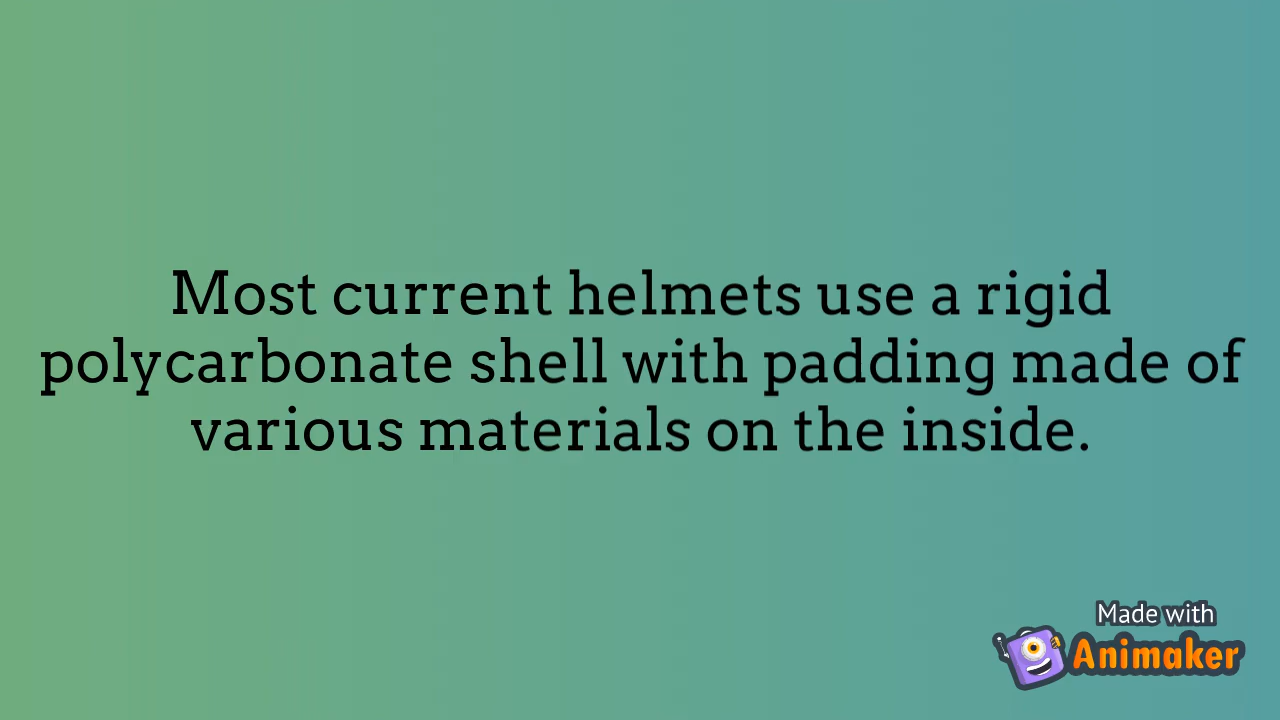 Most current helmets use a rigid
polycarbonate shell with padding made of
various materials on the inside.
Made with
Animaker